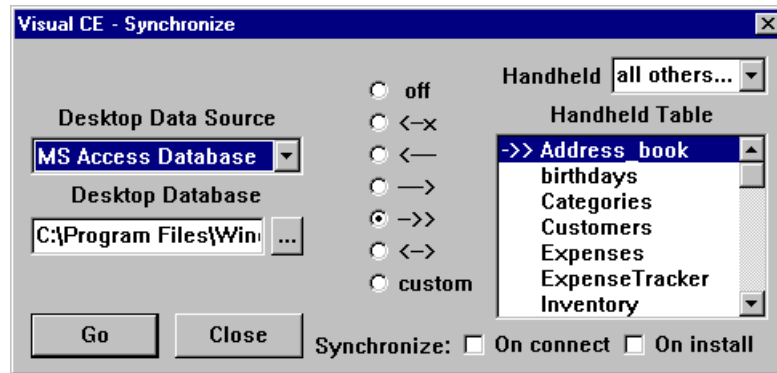 Visual CE - Synchronize
Desktop Data Source
MS Access Database
Desktop Database
C:\Program Files\Win
...
Go
Close
off
<-x
<—
—>
->>
<->
custom
Handheld
all others...
Handheld Table
->> Address_book
birthdays
Categories
Customers
Expenses
ExpenseTracker
Inventory
Synchronize:
On connect
On install